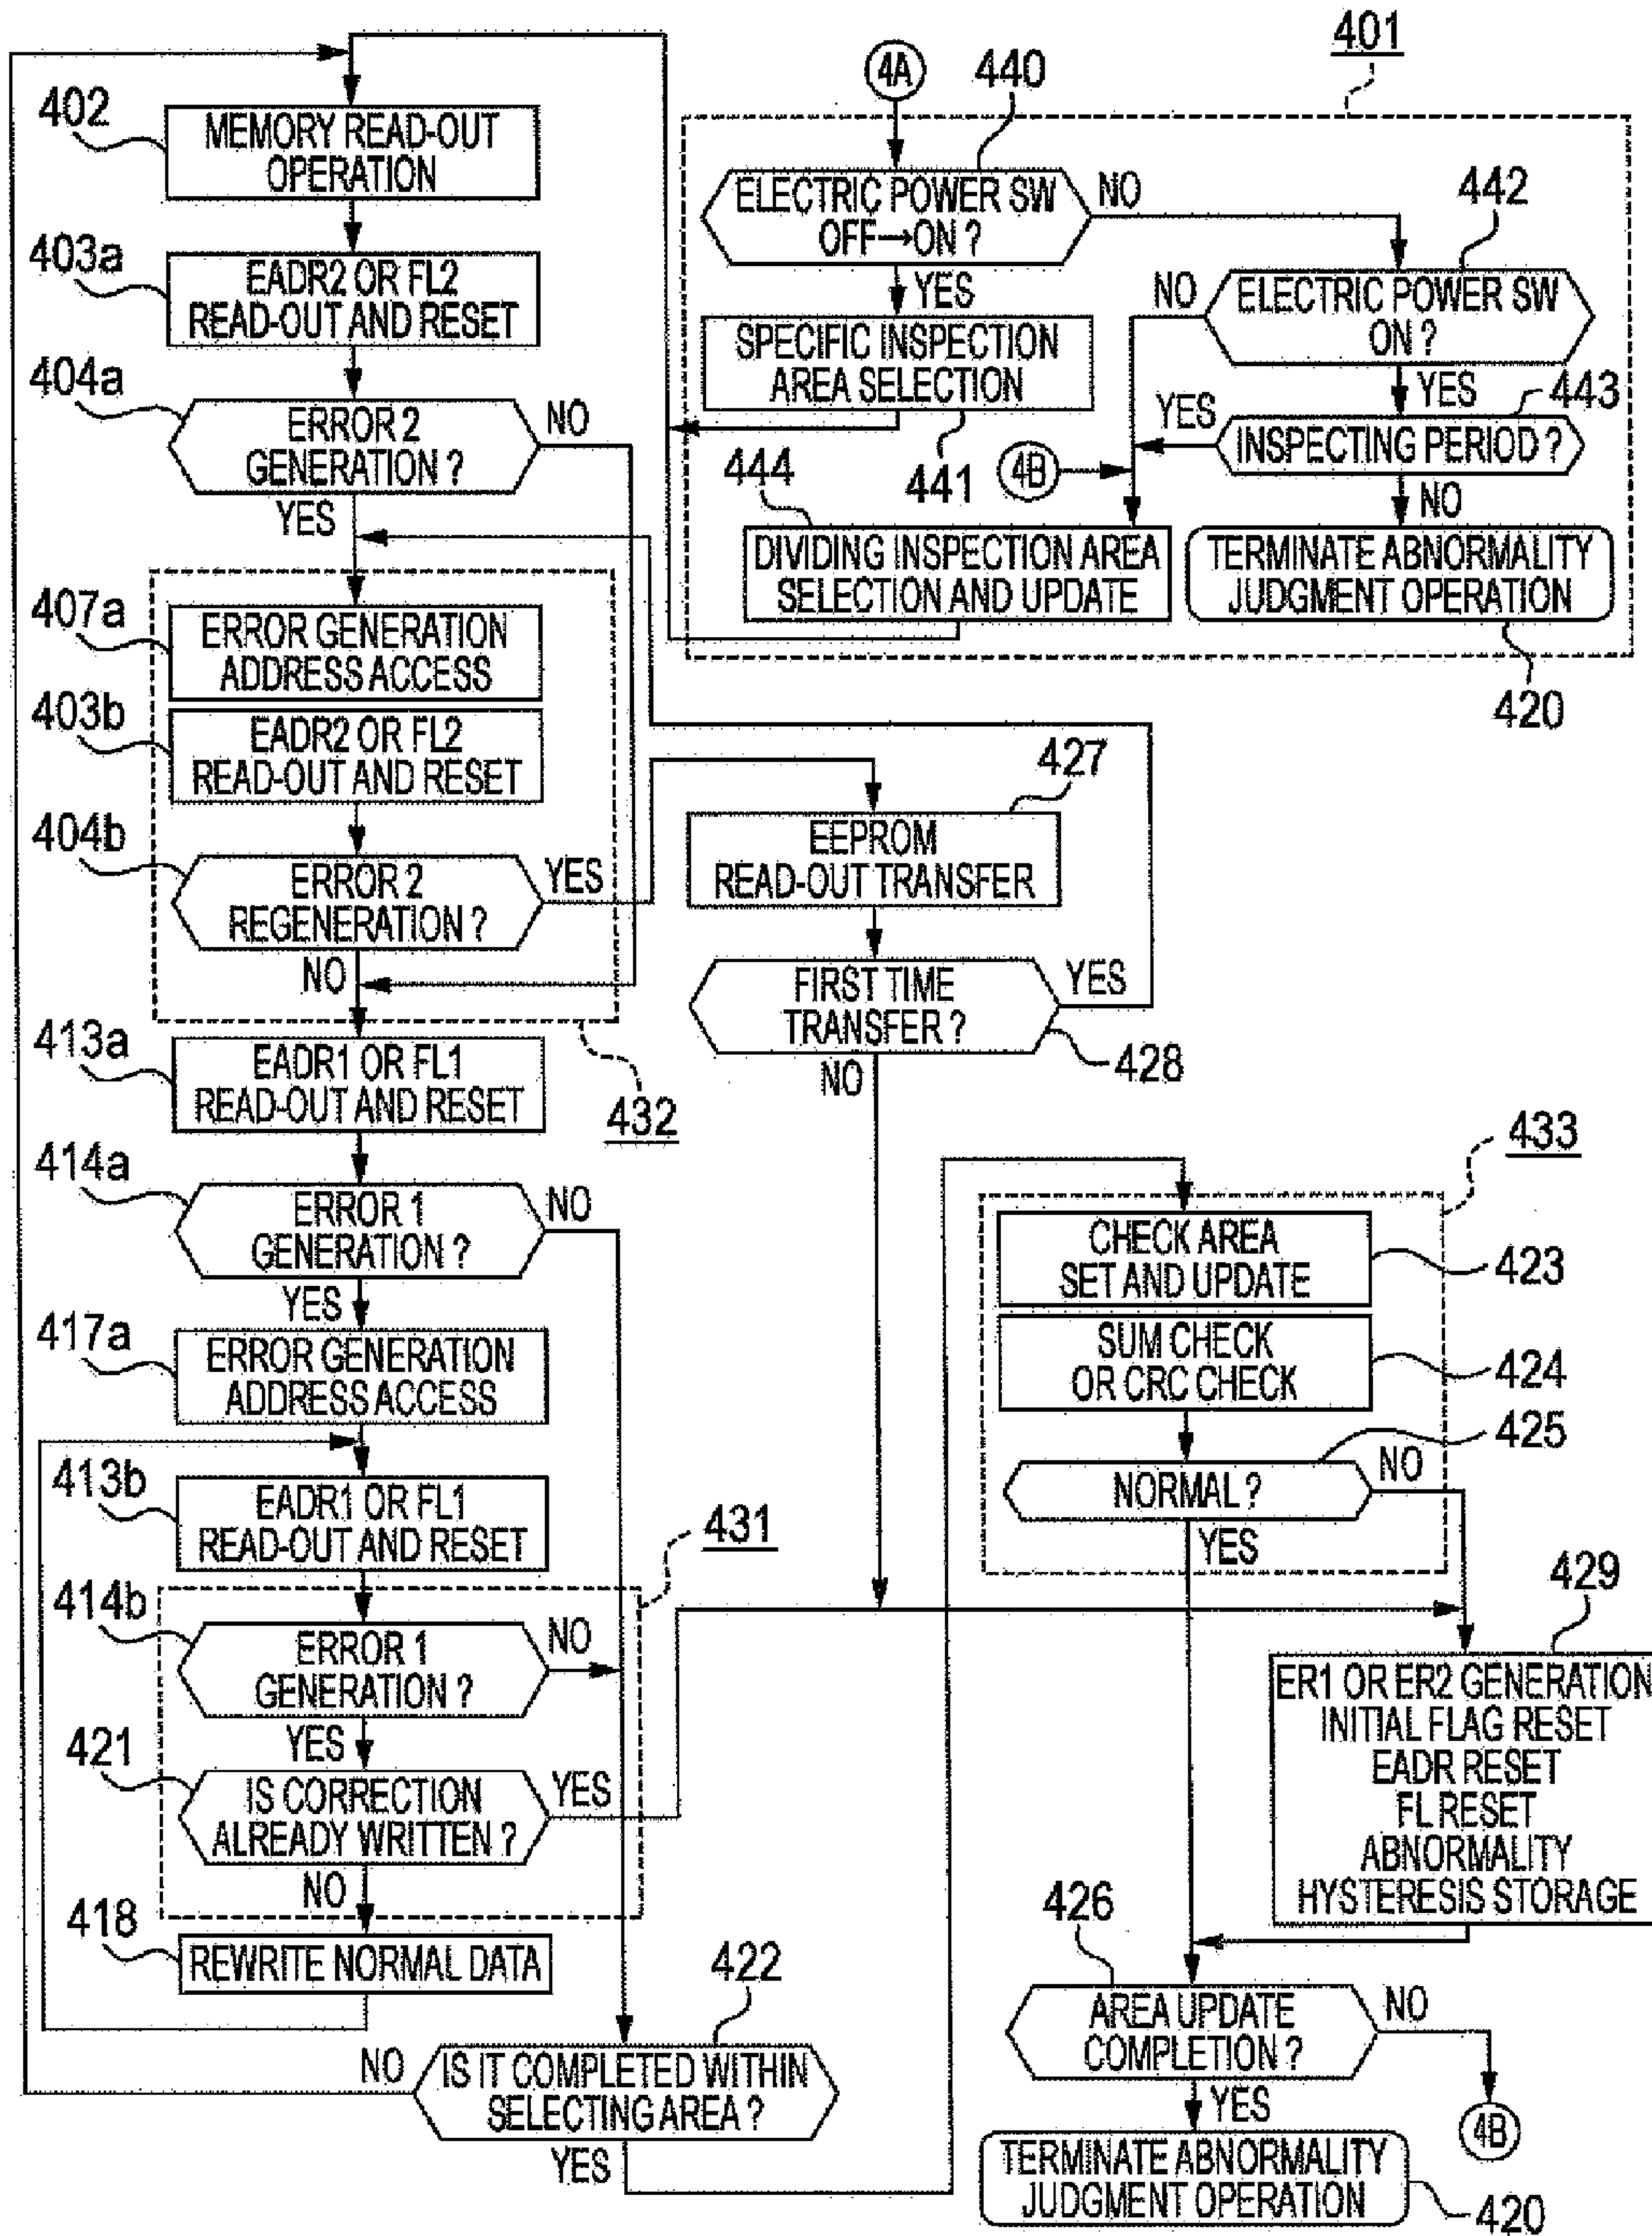 402
MEMORY READ-OUT
OPERATION
403a
EADR2 OR FL2
READ-OUT AND RESET
404a
ERROR 2
GENERATION ?
NO
YES
407a
ERROR GENERATION
ADDRESS ACCESS
403b
EADR2 OR FL2
READ-OUT AND RESET
404b
ERROR 2
REGENERATION ?
YES
NO
432
413a
EADR1 OR FL1
READ-OUT AND RESET
414a
ERROR 1
GENERATION ?
NO
YES
417a
ERROR GENERATION
ADDRESS ACCESS
413b
EADR1 OR FL1
READ-OUT AND RESET
431
414b
ERROR 1
GENERATION ?
NO
YES
421
IS CORRECTION
ALREADY WRITTEN ?
YES
NO
418
REWRITE NORMAL DATA
422
NO
IS IT COMPLETED WITHIN
SELECTING AREA ?
YES
401
4A
440
ELECTRIC POWER SW
OFF→ON ?
NO
YES
SPECIFIC INSPECTION
AREA SELECTION
441
442
NO
ELECTRIC POWER SW
ON ?
YES
443
YES
INSPECTING PERIOD ?
NO
4B
444
DIVIDING INSPECTION AREA
SELECTION AND UPDATE
TERMINATE ABNORMALITY
JUDGMENT OPERATION
420
427
EEPROM
READ-OUT TRANSFER
FIRST TIME
TRANSFER ?
YES
428
NO
433
CHECK AREA
SET AND UPDATE
423
SUM CHECK
OR CRC CHECK
424
425
NORMAL ?
NO
YES
429
ER1 OR ER2 GENERATION
INITIAL FLAG RESET
EADR RESET
FL RESET
ABNORMALITY
HYSTERESIS STORAGE
426
AREA UPDATE
COMPLETION ?
NO
YES
4B
TERMINATE ABNORMALITY
JUDGMENT OPERATION
420